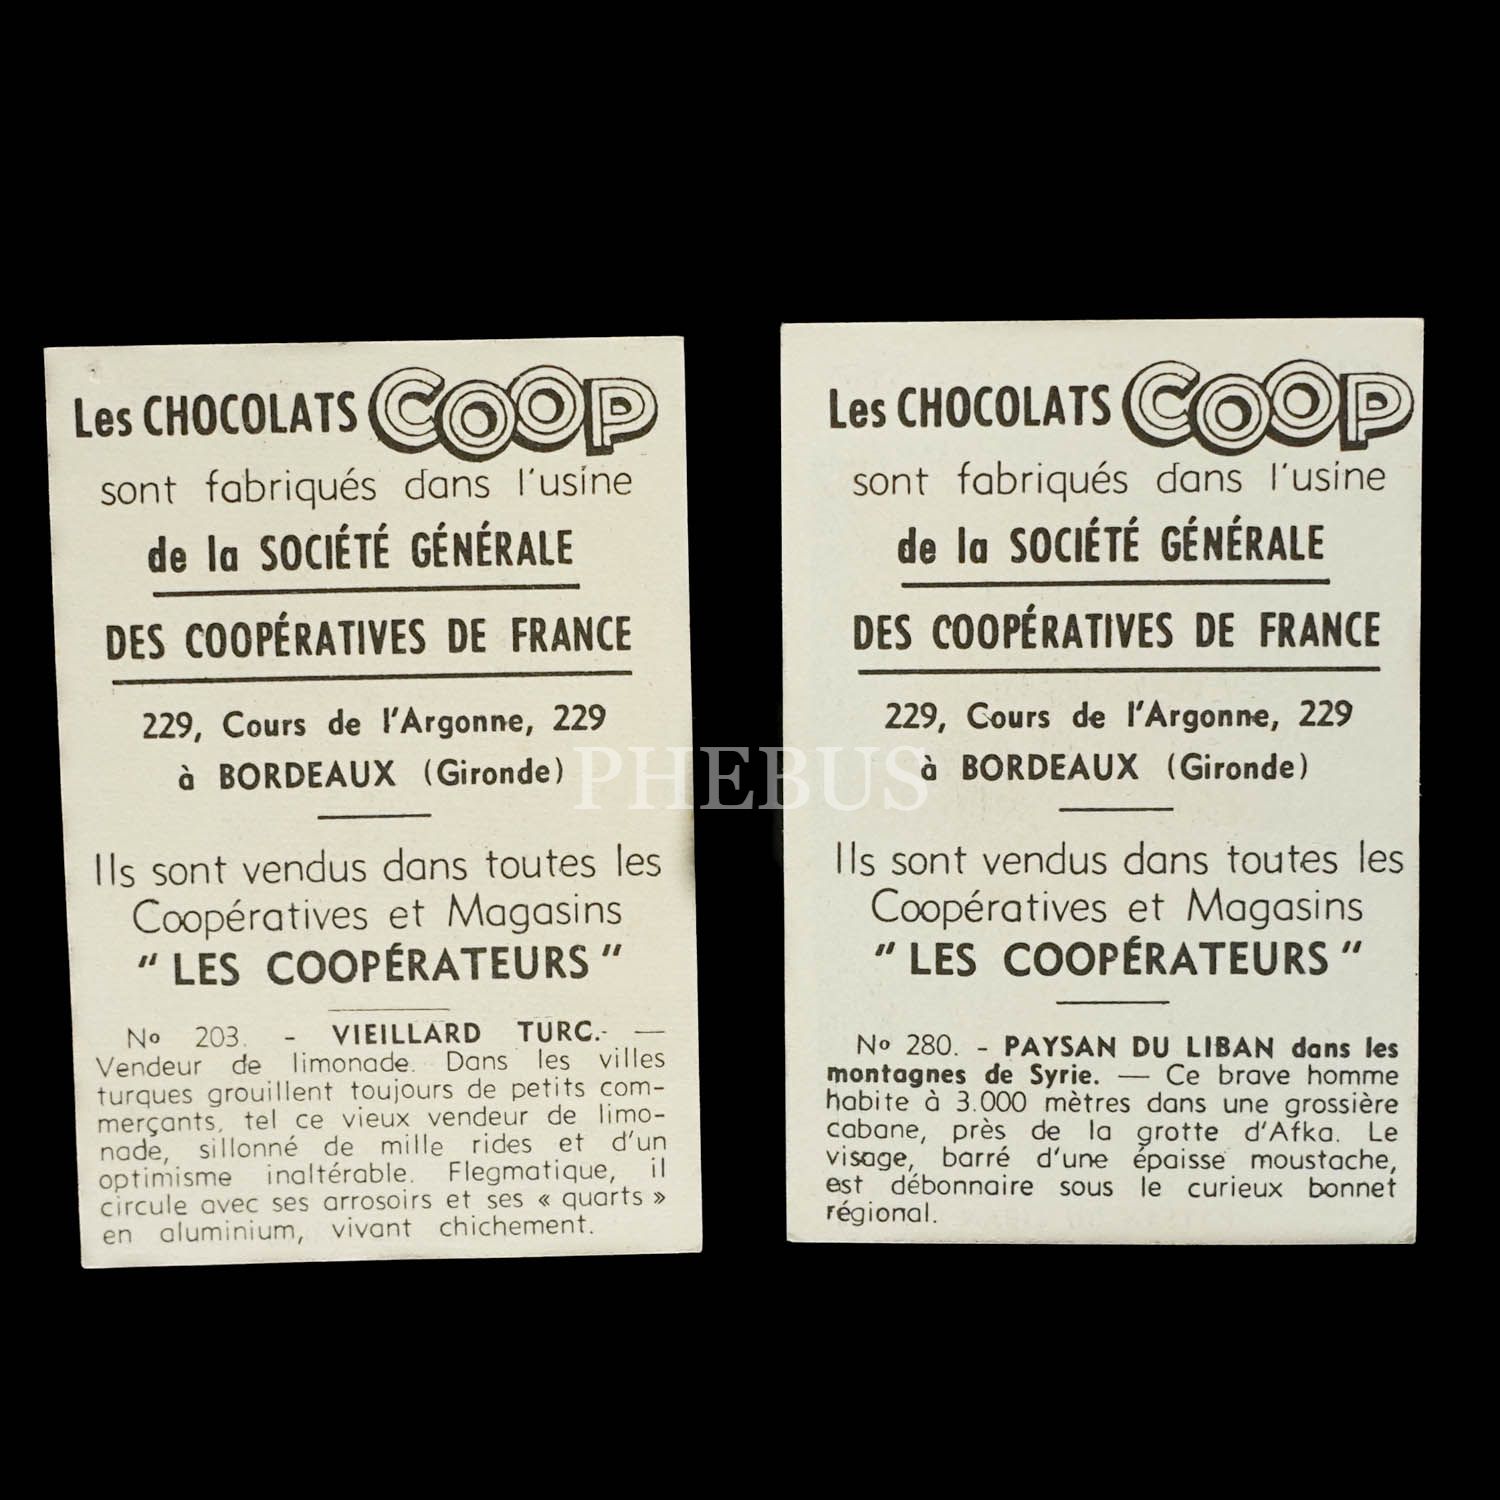 Les CHOCOLATS COOP
sont fabriqués dans l'usine
de la SOCIÉTÉ GÉNÉRALE
DES COOPÉRATIVES DE FRANCE
229, Cours de l'Argonne, 229
à BORDEAUX (Gironde)
Ils sont vendus dans toutes les
Coopératives et Magasins
" LES COOPÉRATEURS "
No 203. - VIEILLARD TURC.- —
Vendeur de limonade. Dans les villes
turques grouillent toujours de petits com-
merçants, tel ce vieux vendeur de limo-
nade, sillonné de mille rides et d'un
optimisme inaltérable. Flegmatique, il
circule avec ses arrosoirs et ses « quarts »
en aluminium, vivant chichement.
Les CHOCOLATS COOP
sont fabriqués dans l'usine
de la SOCIÉTÉ GÉNÉRALE
DES COOPÉRATIVES DE FRANCE
229, Cours de l'Argonne, 229
à BORDEAUX (Gironde)
Ils sont vendus dans toutes les
Coopératives et Magasins
" LES COOPÉRATEURS "
No 280. - PAYSAN DU LIBAN dans les
montagnes de Syrie. — Ce brave homme
habite à 3.000 mètres dans une grossière
cabane, près de la grotte d'Afka. Le
visage, barré d'une épaisse moustache,
est débonnaire sous le curieux bonnet
régional.
PHEBUS